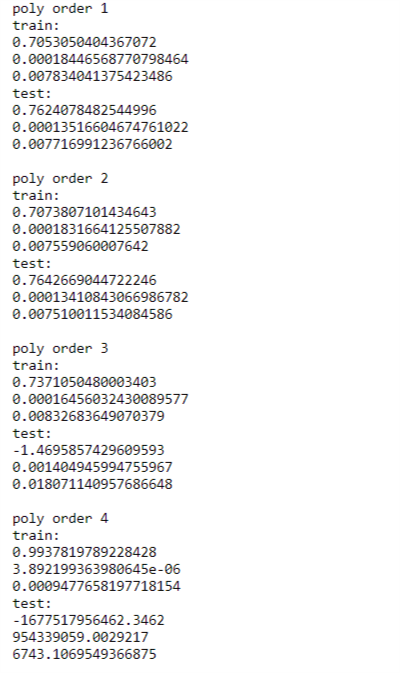 poly order 1
train:
0.7053050404367072
0.00018446568770798464
0.007834041375423486
test:
0.7624078482544996
0.00013516604674761022
0.007716991236766002
poly order 2
train:
0.7073807101434643
0.0001831664125507882
0.007559060007642
test:
0.7642669044722246
0.00013410843066986782
0.007510011534084586
poly order 3
train:
0.7371050480003403
0.00016456032430089577
0.00832683649070379
test:
-1.4695857429609593
0.001404945994755967
0.018071140957686648
poly order 4
train:
0.9937819789228428
3.892199363980645e-06
0.0009477658197718154
test:
-1677517956462.3462
954339059.0029217
6743.1069549366875